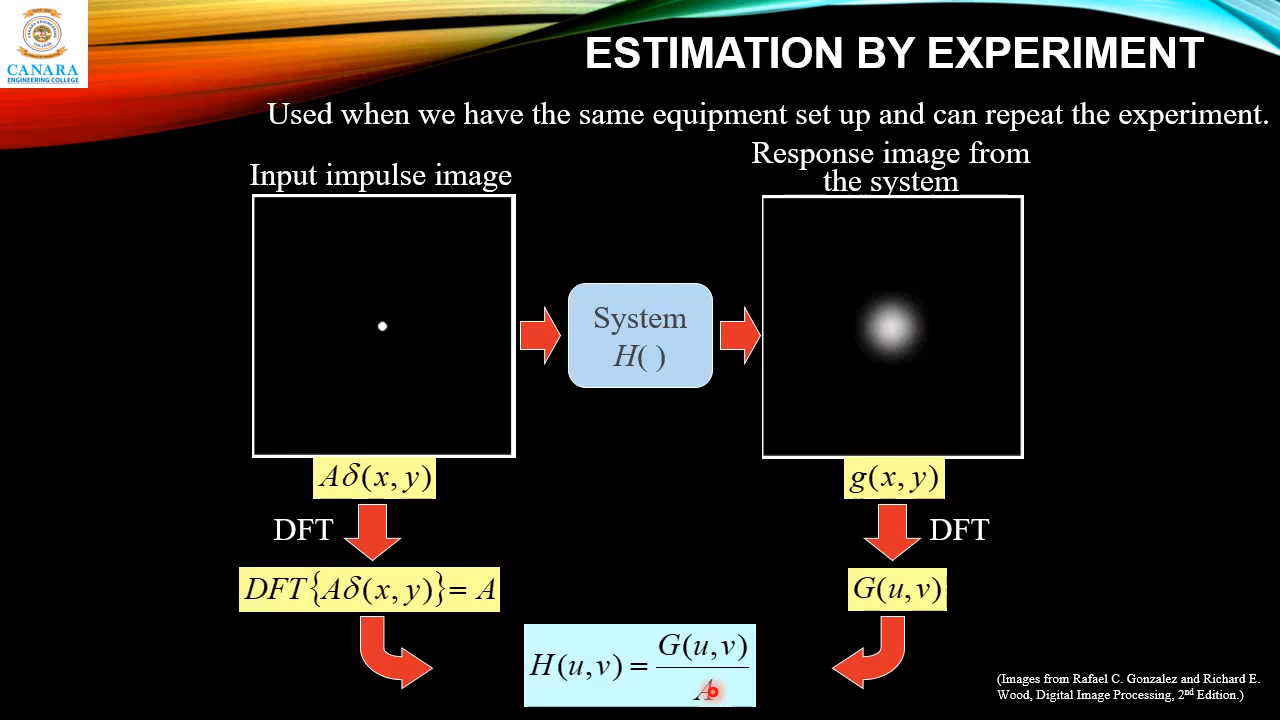 CANARA
ENGINEERING COLLEGE
ESTIMATION BY EXPERIMENT
Used when we have the same equipment set up and can repeat the experiment.
Input impulse image
Response image from
the system
System
H( )
Aδ(x, y)
g(x, y)
DFT
DFT
DFT{Aδ(x, y)} = A
G(u, v)
H(u, v) = G(u, v) / A
(Images from Rafael C. Gonzalez and Richard E.
Wood, Digital Image Processing, 2nd Edition.)